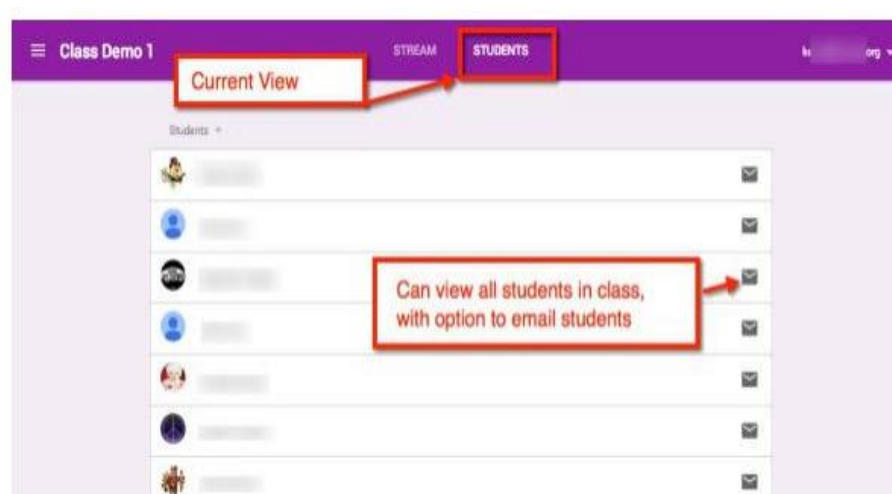 Class Demo 1
STREAM
STUDENTS
org
Current View
Students
Can view all students in class,
with option to email students